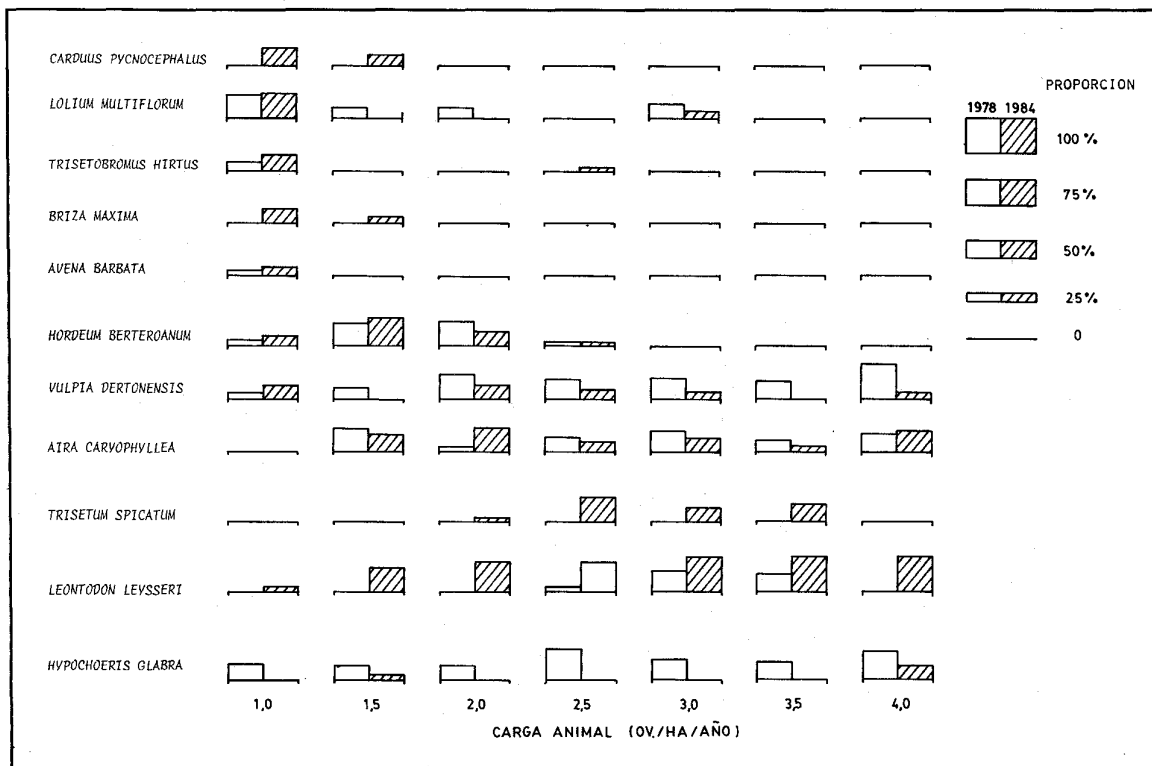 PROPORCION
1978 1984
100 %
75%
50%
25%
0
CARDUUS PYCNOCEPHALUS
LOLIUM MULTIFLORUM
TRISETOBROMUS HIRTUS
BRIZA MAXIMA
AVENA BARBATA
HORDEUM BERTEROANUM
VULPIA DERTONENSIS
AIRA CARYOPHYLLEA
TRISETUM SPICATUM
LEONTODON LEYSSERI
HYPOCHOERIS GLABRA
1,0 1,5 2,0 2,5 3,0 3,5 4,0
CARGA ANIMAL (OV./HA/AÑO)